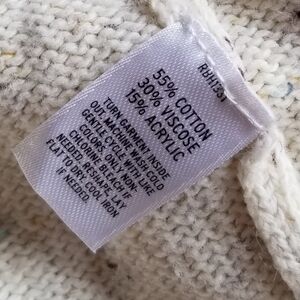 55% COTTON
30% VISCOSE
15% ACRYLIC
TURN GARMENT INSIDE
OUT. MACHINE WASH COLD
GENTLE CYCLE WITH LIKE
COLORS. ONLY NON-
CHLORINE BLEACH IF
NEEDED. RESHAPE, LAY
FLAT TO DRY. COOL IRON
IF NEEDED.